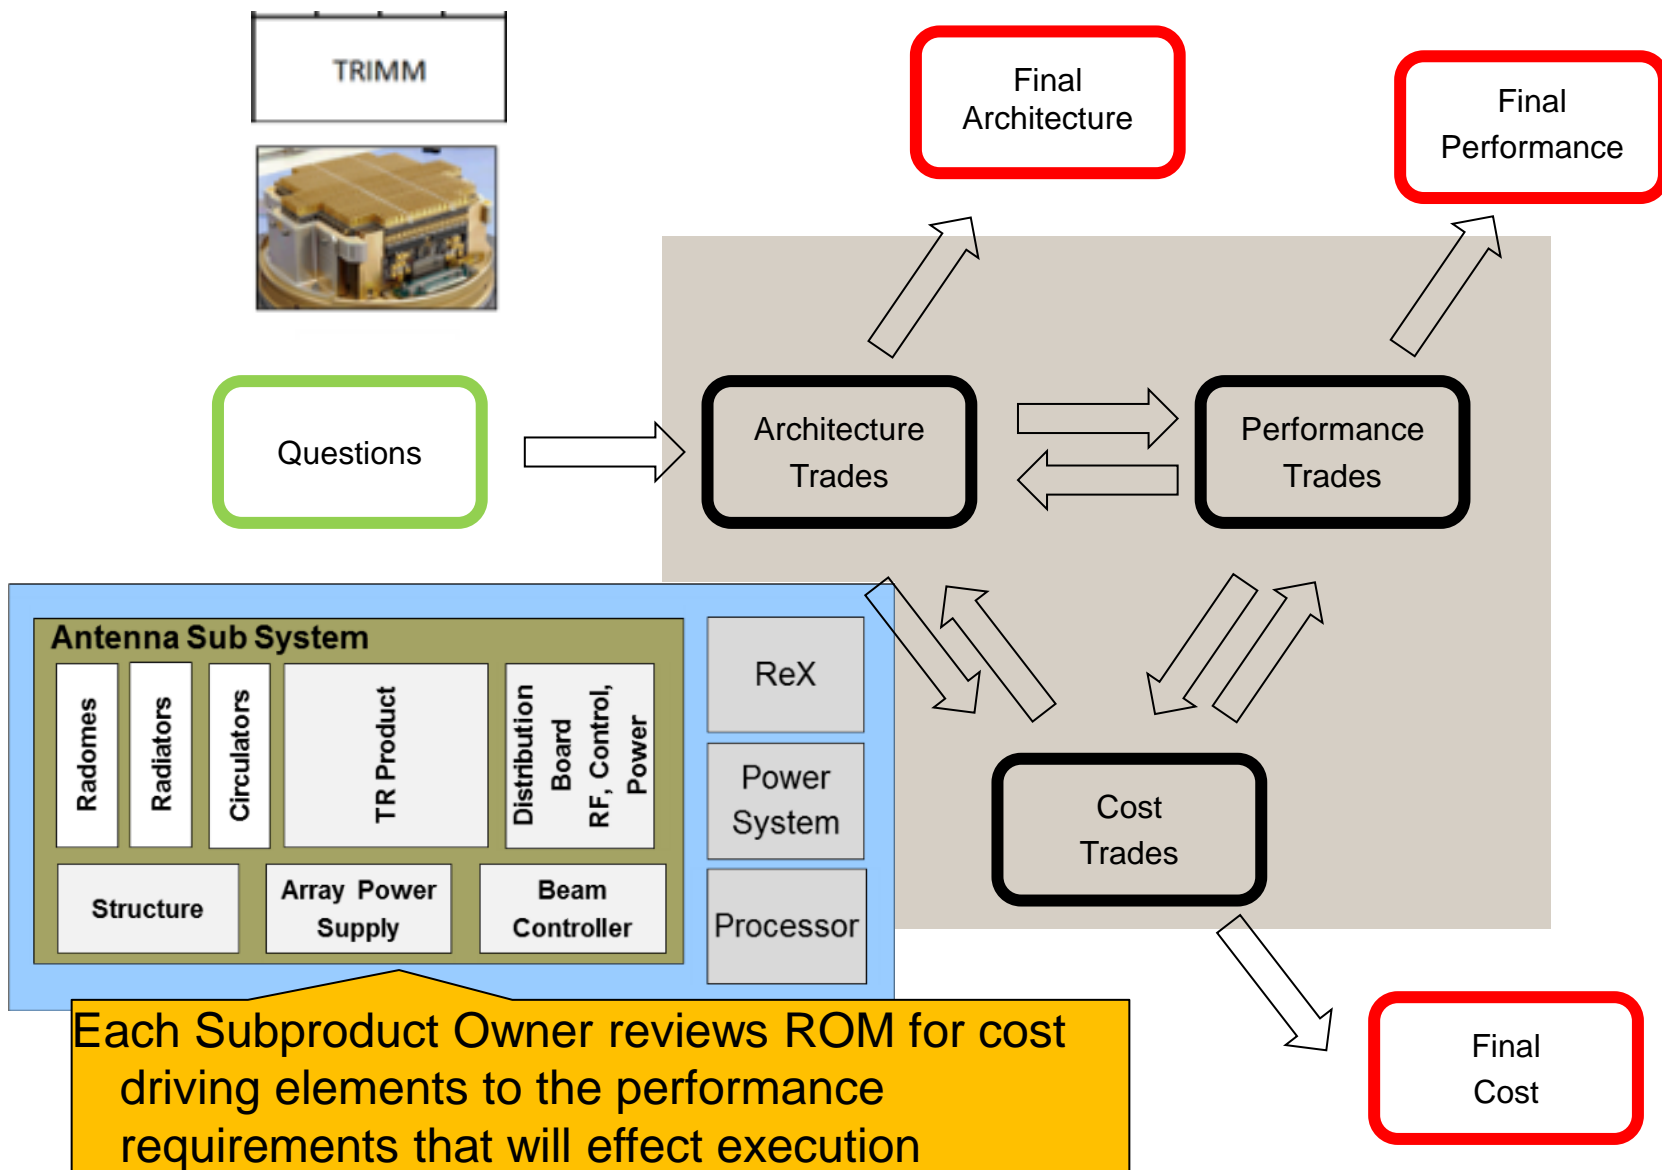 TRIMM
Final
Architecture
Final
Performance
Questions
Architecture
Trades
Performance
Trades
Antenna Sub System
Radomes
Radiators
Circulators
TR Product
Distribution
Board
RF, Control,
Power
Structure
Array Power
Supply
Beam
Controller
ReX
Power
System
Processor
Cost
Trades
Final
Cost
Each Subproduct Owner reviews ROM for cost
driving elements to the performance
requirements that will effect execution